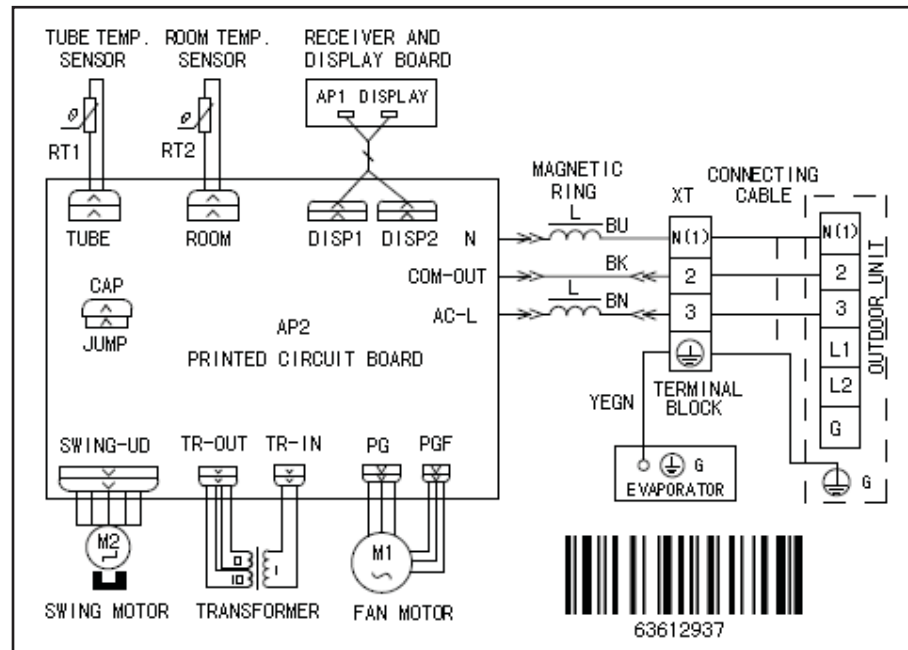 TUBE TEMP.
SENSOR
ROOM TEMP.
SENSOR
RECEIVER AND
DISPLAY BOARD
AP1 DISPLAY
RT1
RT2
TUBE
ROOM
DISP1
DISP2
N
COM-OUT
AC-L
CAP
JUMP
AP2
PRINTED CIRCUIT BOARD
MAGNETIC
RING
L
BU
BK
L
BN
XT
N(1)
2
3
TERMINAL
BLOCK
CONNECTING
CABLE
N(1)
2
3
L1
L2
G
OUTDOOR UNIT
G
YEGN
G
EVAPORATOR
SWING-UD
TR-OUT
TR-IN
PG
PGF
M2
M1
SWING MOTOR
TRANSFORMER
FAN MOTOR
63612937